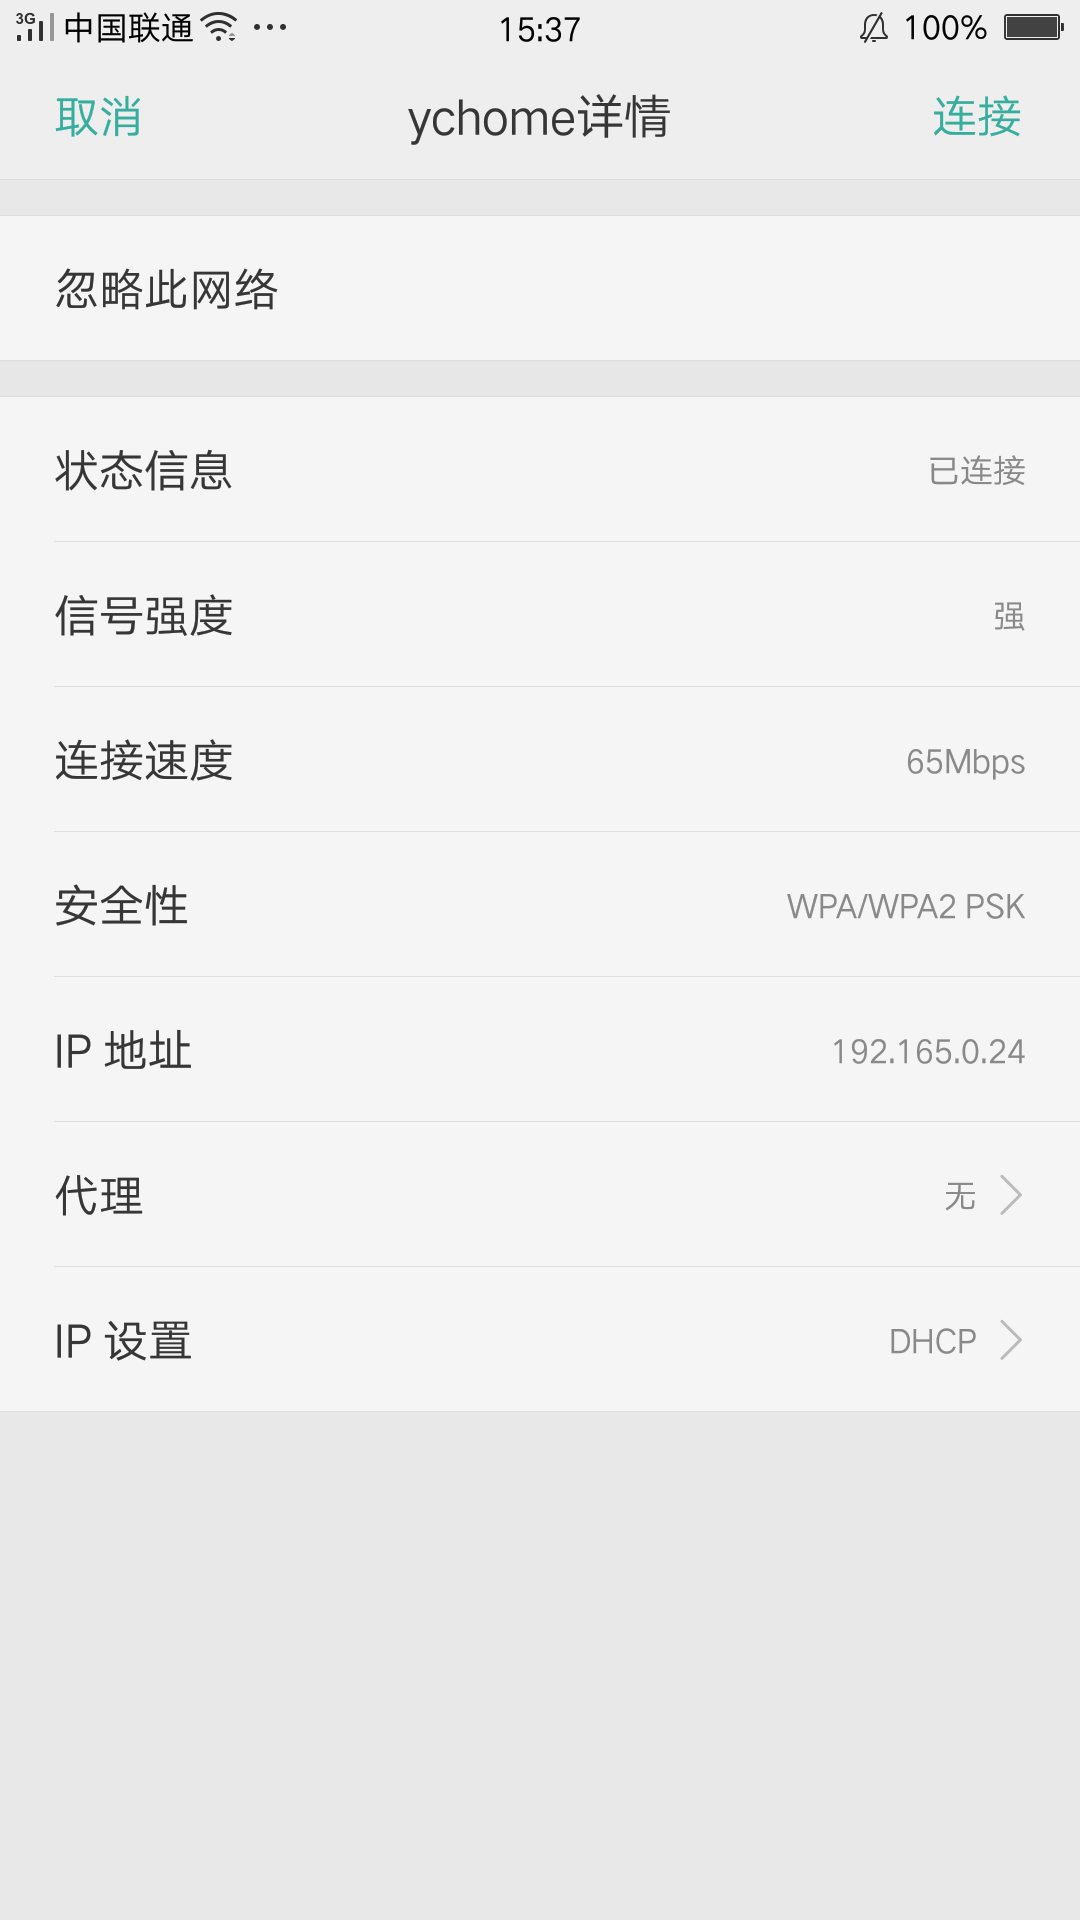 3G 中国联通 15:37 100%
取消 ychome详情 连接
忽略此网络
状态信息 已连接
信号强度 强
连接速度 65Mbps
安全性 WPA/WPA2 PSK
IP 地址 192.165.0.24
代理 无
IP 设置 DHCP